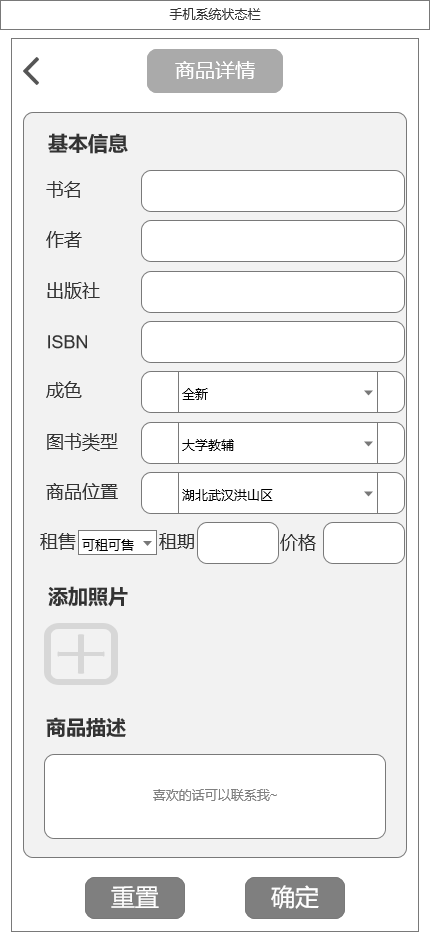 手机系统状态栏
商品详情
基本信息
书名
作者
出版社
ISBN
成色 全新
图书类型 大学教辅
商品位置 湖北武汉洪山区
租售 可租可售 租期 价格
添加照片
商品描述
喜欢的话可以联系我~
重置 确定